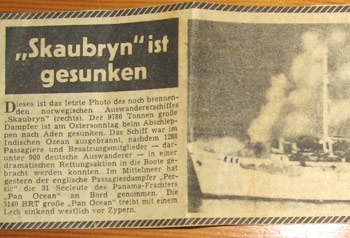 „Skaubryn“ ist
gesunken
Dieses ist das letzte Photo des noch brennen-
den norwegischen Auswandererschiffes
„Skaubryn“ (rechts). Der 9786 Tonnen große
Dampfer ist am Ostersonntag beim Abschlep-
pen nach Aden gesunken. Das Schiff war im
Indischen Ozean ausgebrannt, nachdem 1288
Passagiere und Besatzungsmitglieder — dar-
unter 900 deutsche Auswanderer — in einer
dramatischen Rettungsaktion in die Boote ge-
bracht werden konnten. Im Mittelmeer hat
gestern der englische Passagierdampfer „Per-
sic“ die 31 Seeleute des Panama-Frachters
„Pan Ocean“ an Bord genommen. Die
5140 BRT große „Pan Ocean“ treibt mit einem
Leck sinkend westlich vor Zypern.